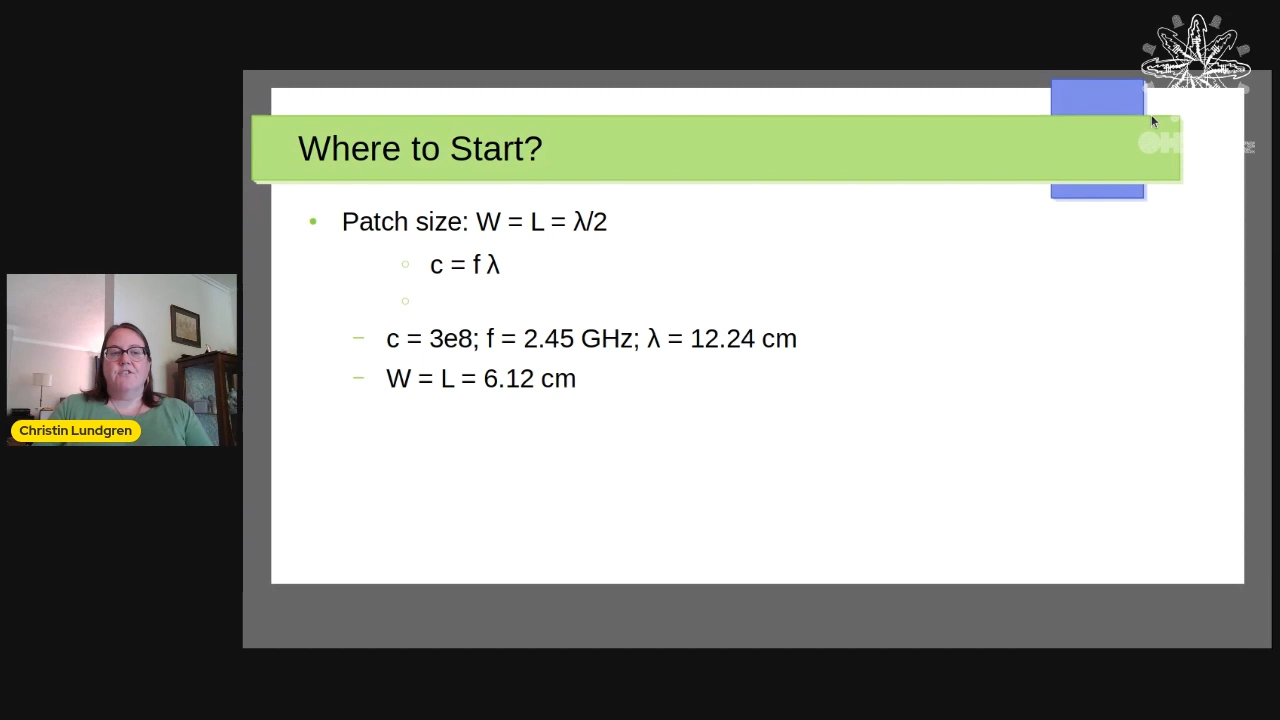 Where to Start?
Patch size: W = L = λ/2
c = f λ
c = 3e8; f = 2.45 GHz; λ = 12.24 cm
W = L = 6.12 cm
Christin Lundgren